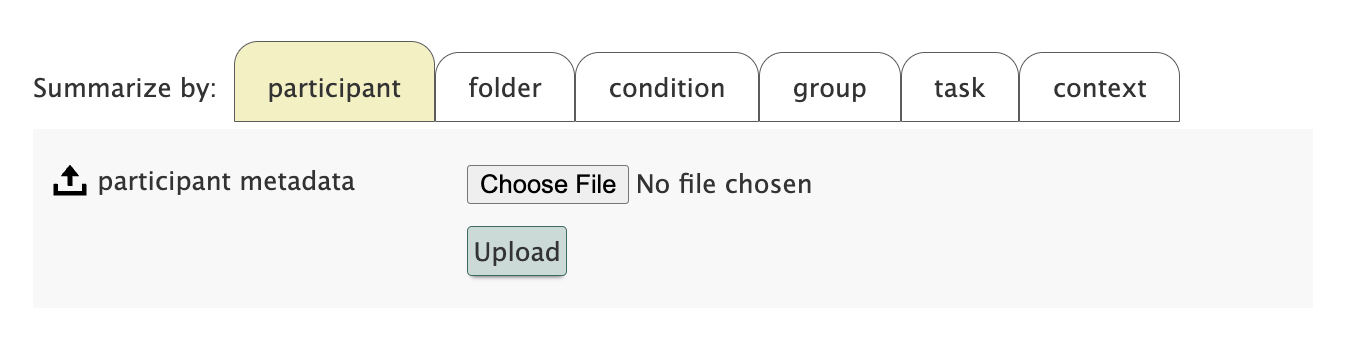 Summarize by: participant folder condition group task context
participant metadata Choose File No file chosen
Upload